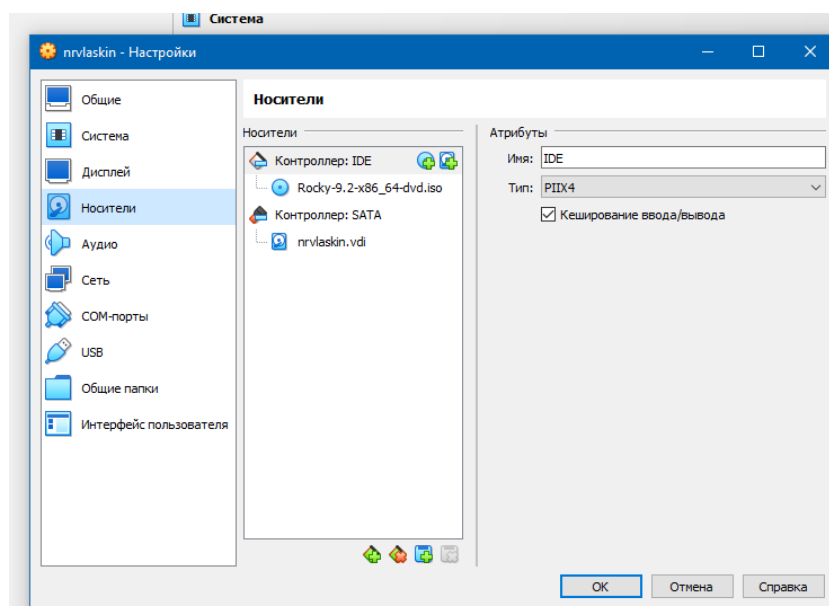 Система
nrvlaskin - Настройки
Общие
Система
Дисплей
Носители
Аудио
Сеть
COM-порты
USB
Общие папки
Интерфейс пользователя
Носители
Носители
Контроллер: IDE
Rocky-9.2-x86_64-dvd.iso
Контроллер: SATA
nrvlaskin.vdi
Атрибуты
Имя: IDE
Тип: PIIX4
Кеширование ввода/вывода
OK Отмена Справка